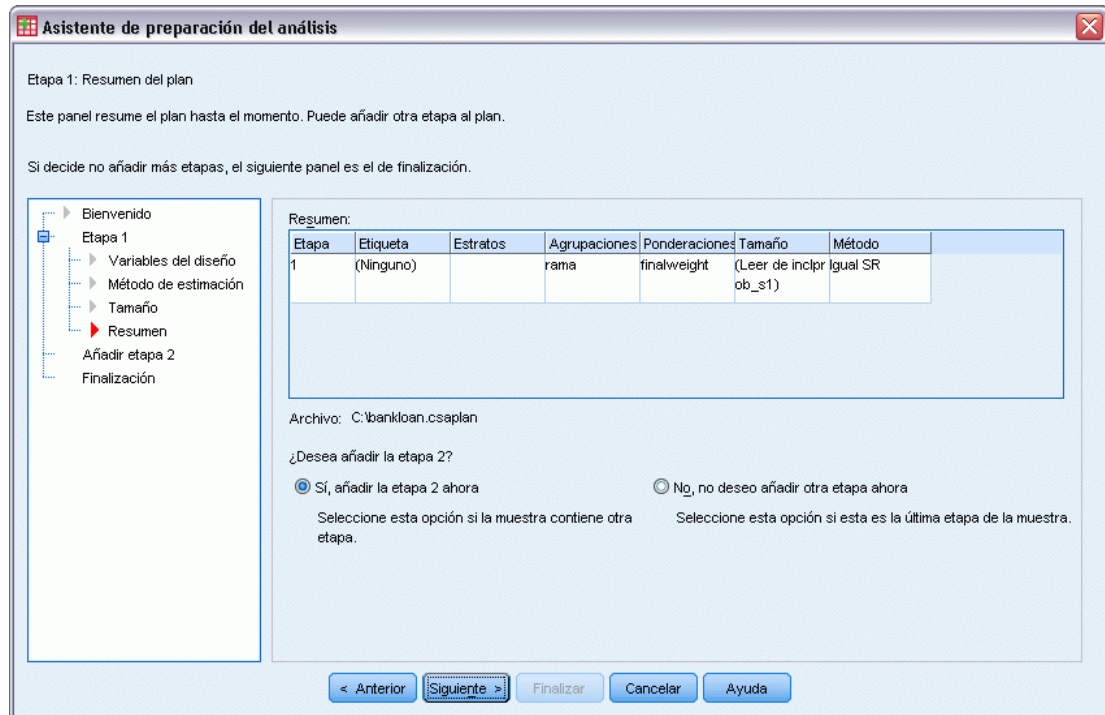 Asistente de preparación del análisis
Etapa 1: Resumen del plan
Este panel resume el plan hasta el momento. Puede añadir otra etapa al plan.
Si decide no añadir más etapas, el siguiente panel es el de finalización.
Bienvenido
Etapa 1
Variables del diseño
Método de estimación
Tamaño
Resumen
Añadir etapa 2
Finalización
Resumen:
Etapa Etiqueta Estratos Agrupaciones Ponderaciones Tamaño Método
1 (Ninguno) rama finalweight (Leer de inclpr Igual SR
ob_s1)
Archivo: C:\bankloan.csaplan
¿Desea añadir la etapa 2?
Sí, añadir la etapa 2 ahora
No, no deseo añadir otra etapa ahora
Seleccione esta opción si la muestra contiene otra
etapa.
Seleccione esta opción si esta es la última etapa de la muestra.
< Anterior Siguiente > Finalizar Cancelar Ayuda